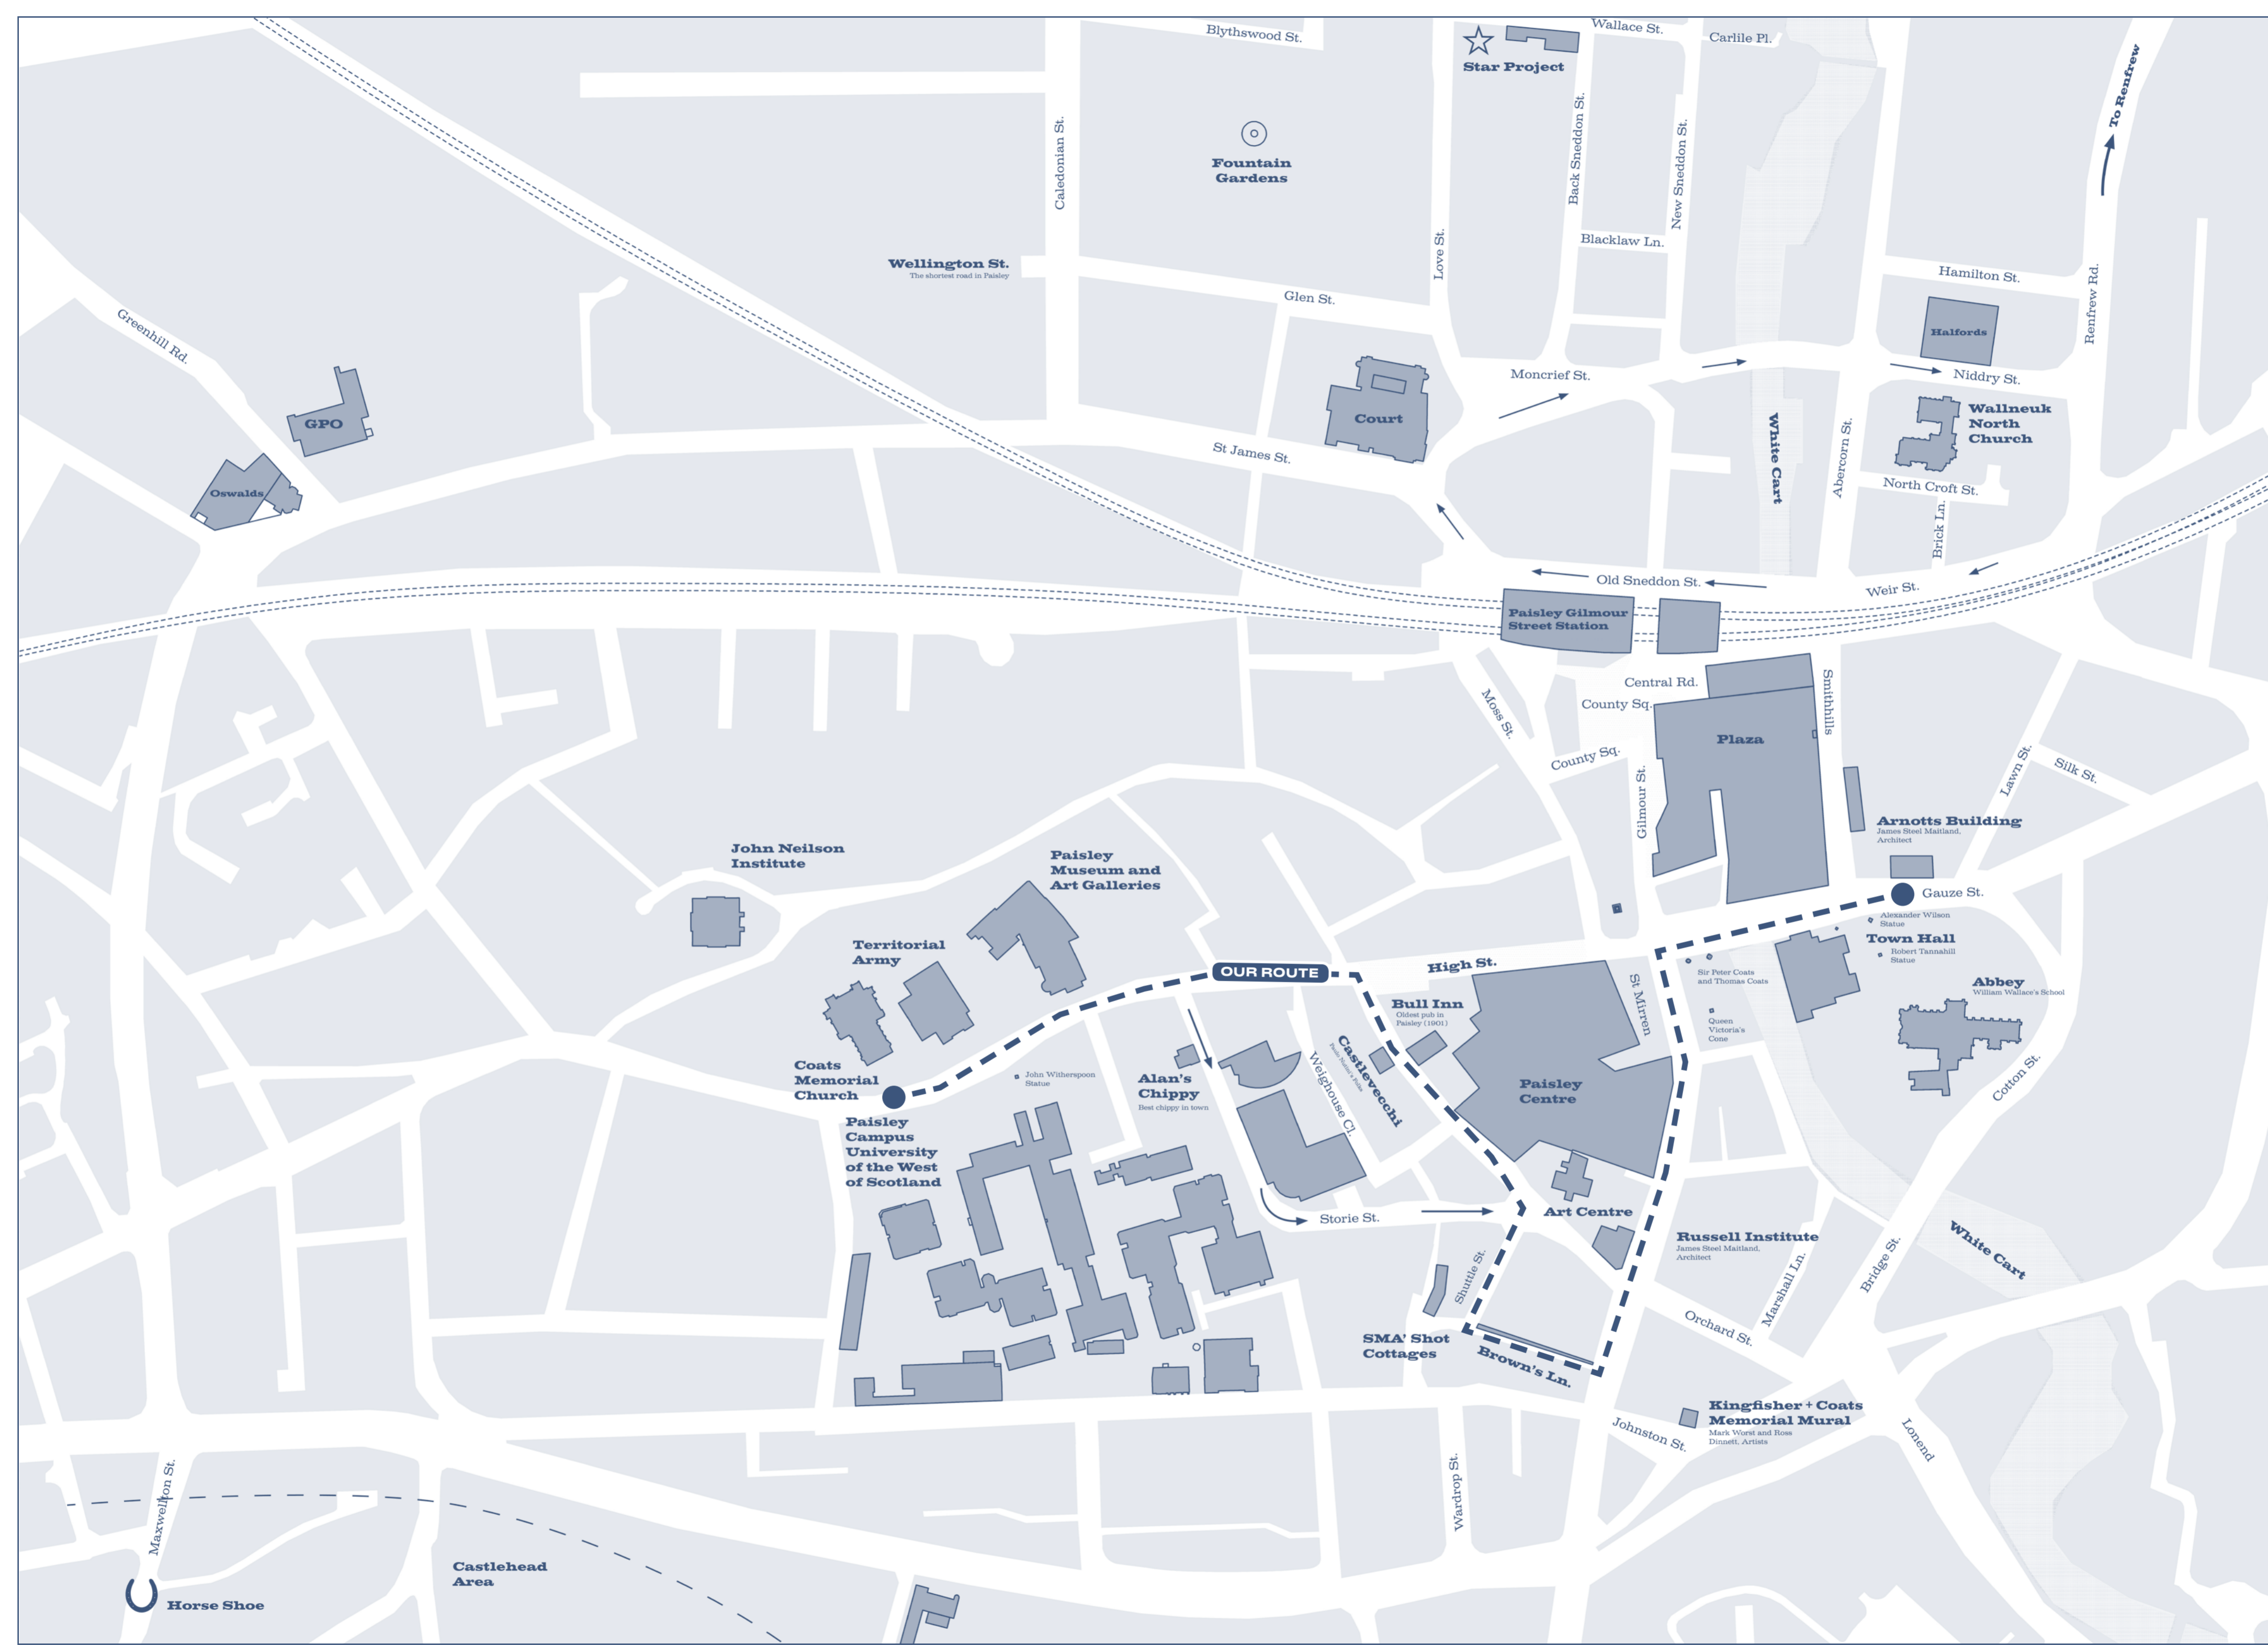 Blythswood St.
Wallace St.
Carlile Pl.
Star Project
To Renfrew
Caledonian St.
Fountain
Gardens
Back Sneddon St.
New Sneddon St.
Love St.
Blacklaw Ln.
Wellington St.
The shortest road in Paisley
Hamilton St.
Renfrew Rd.
Glen St.
Greenhill Rd.
Halfords
Moncrief St.
Niddry St.
GPO
Court
Wallneuk
North
Church
White Cart
Abercorn St.
St James St.
Oswalds
North Croft St.
Brick Ln.
Old Sneddon St.
Weir St.
Paisley Gilmour
Street Station
Central Rd.
Smithhills
County Sq.
Moss St.
Plaza
County Sq.
Lawn St.
Silk St.
Gilmour St.
Arnotts Building
James Steel Maitland,
Architect
John Neilson
Institute
Paisley
Museum and
Art Galleries
Gauze St.
Alexander Wilson
Statue
Town Hall
Robert Tannahill
Statue
Territorial
Army
OUR ROUTE
High St.
Sir Peter Coats
and Thomas Coats
St Mirren
Abbey
William Wallace's School
Bull Inn
Oldest pub in
Paisley (1901)
Queen
Victoria's
Cone
Castlevecchi
Weighouse Cl.
Coats
Memorial
Church
John Witherspoon
Statue
Alan's
Chippy
Best chippy in town
Paisley
Centre
Cotton St.
Paisley
Campus
University
of the West
of Scotland
Storie St.
Art Centre
Russell Institute
James Steel Maitland,
Architect
White Cart
Bridge St.
Shuttle St.
Marshall Ln.
Orchard St.
SMA' Shot
Cottages
Brown's Ln.
Kingfisher + Coats
Memorial Mural
Mark Worst and Ross
Dinnett, Artists
Johnston St.
Lonend
Wardrop St.
Maxwellton St.
Castlehead
Area
Horse Shoe